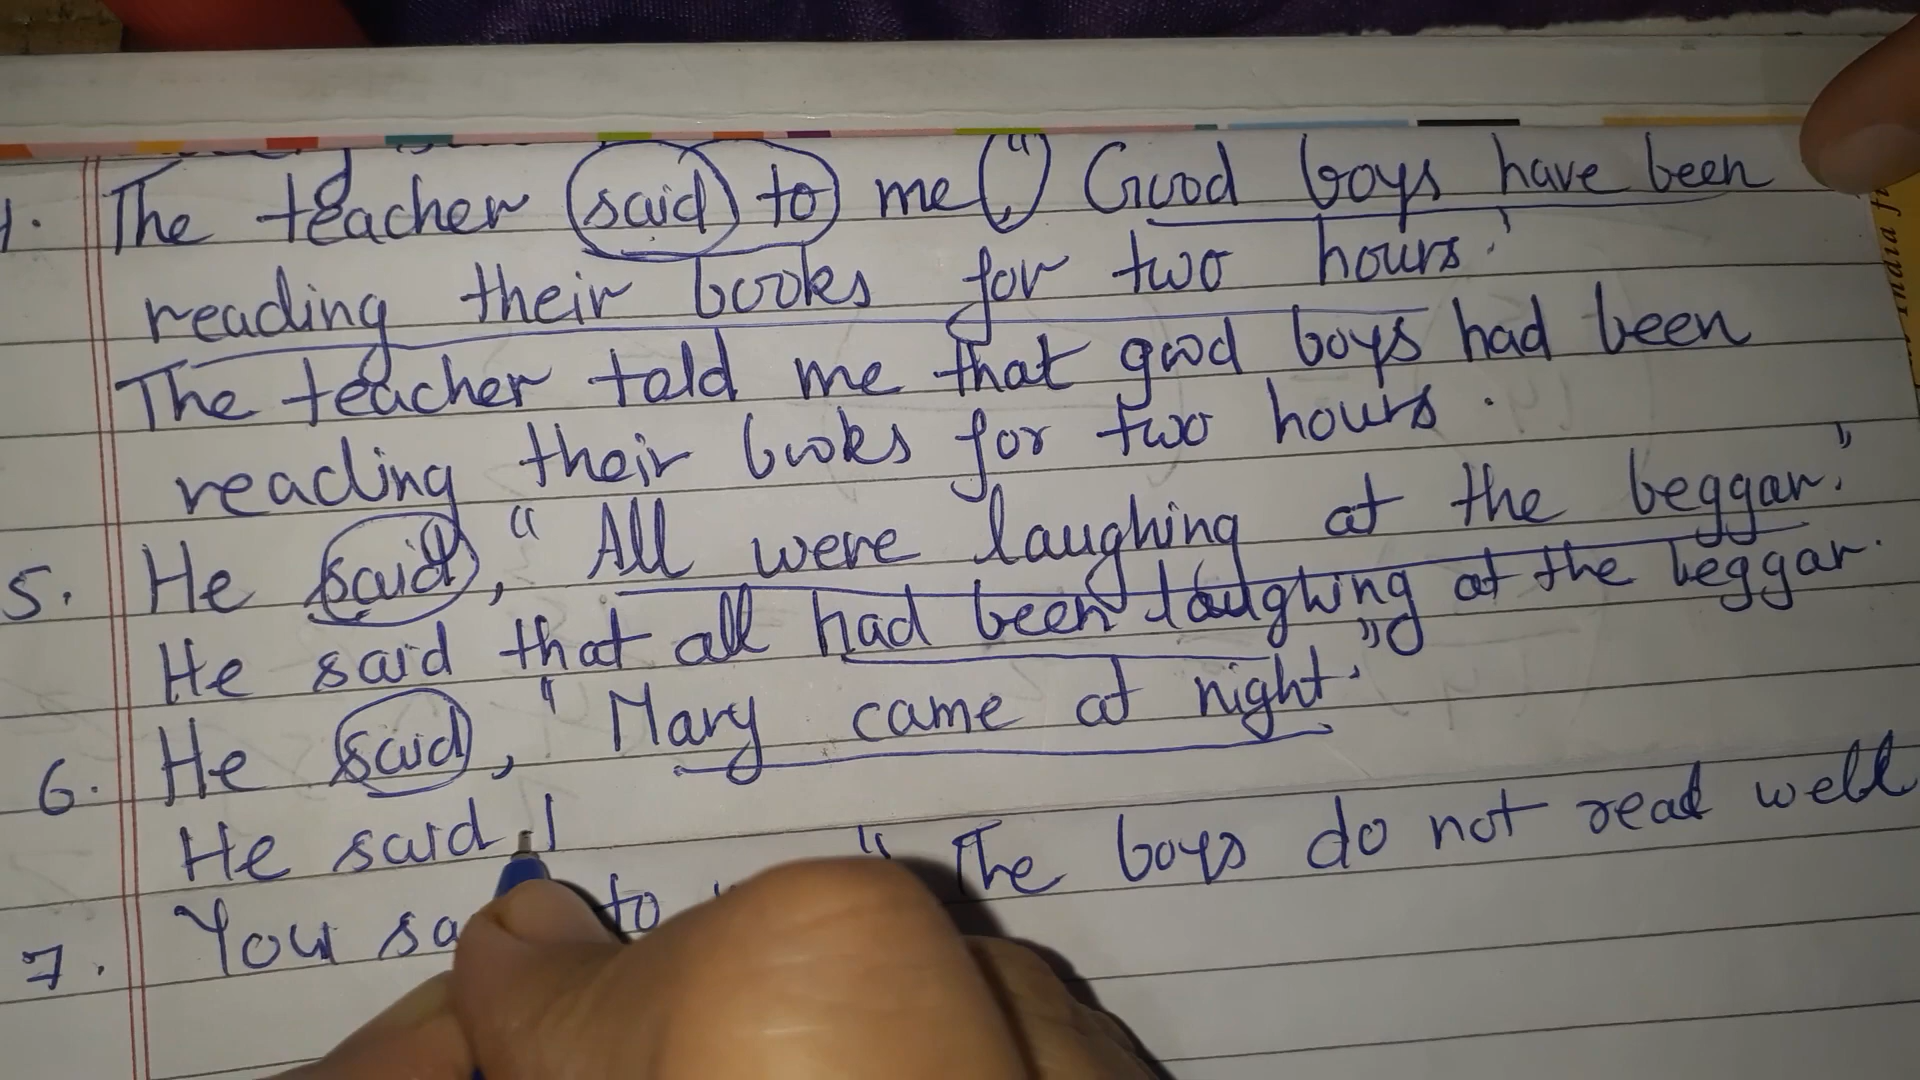 1. The teacher said to me, " Good boys have been
reading their books for two hours.'
The teacher told me that good boys had been
reading their books for two hours.
5. He said, " All were laughing at the beggar."
He said that all had been laughing at the beggar.
6. He said, " Mary came at night."
He said
7. You to " The boys do not read well